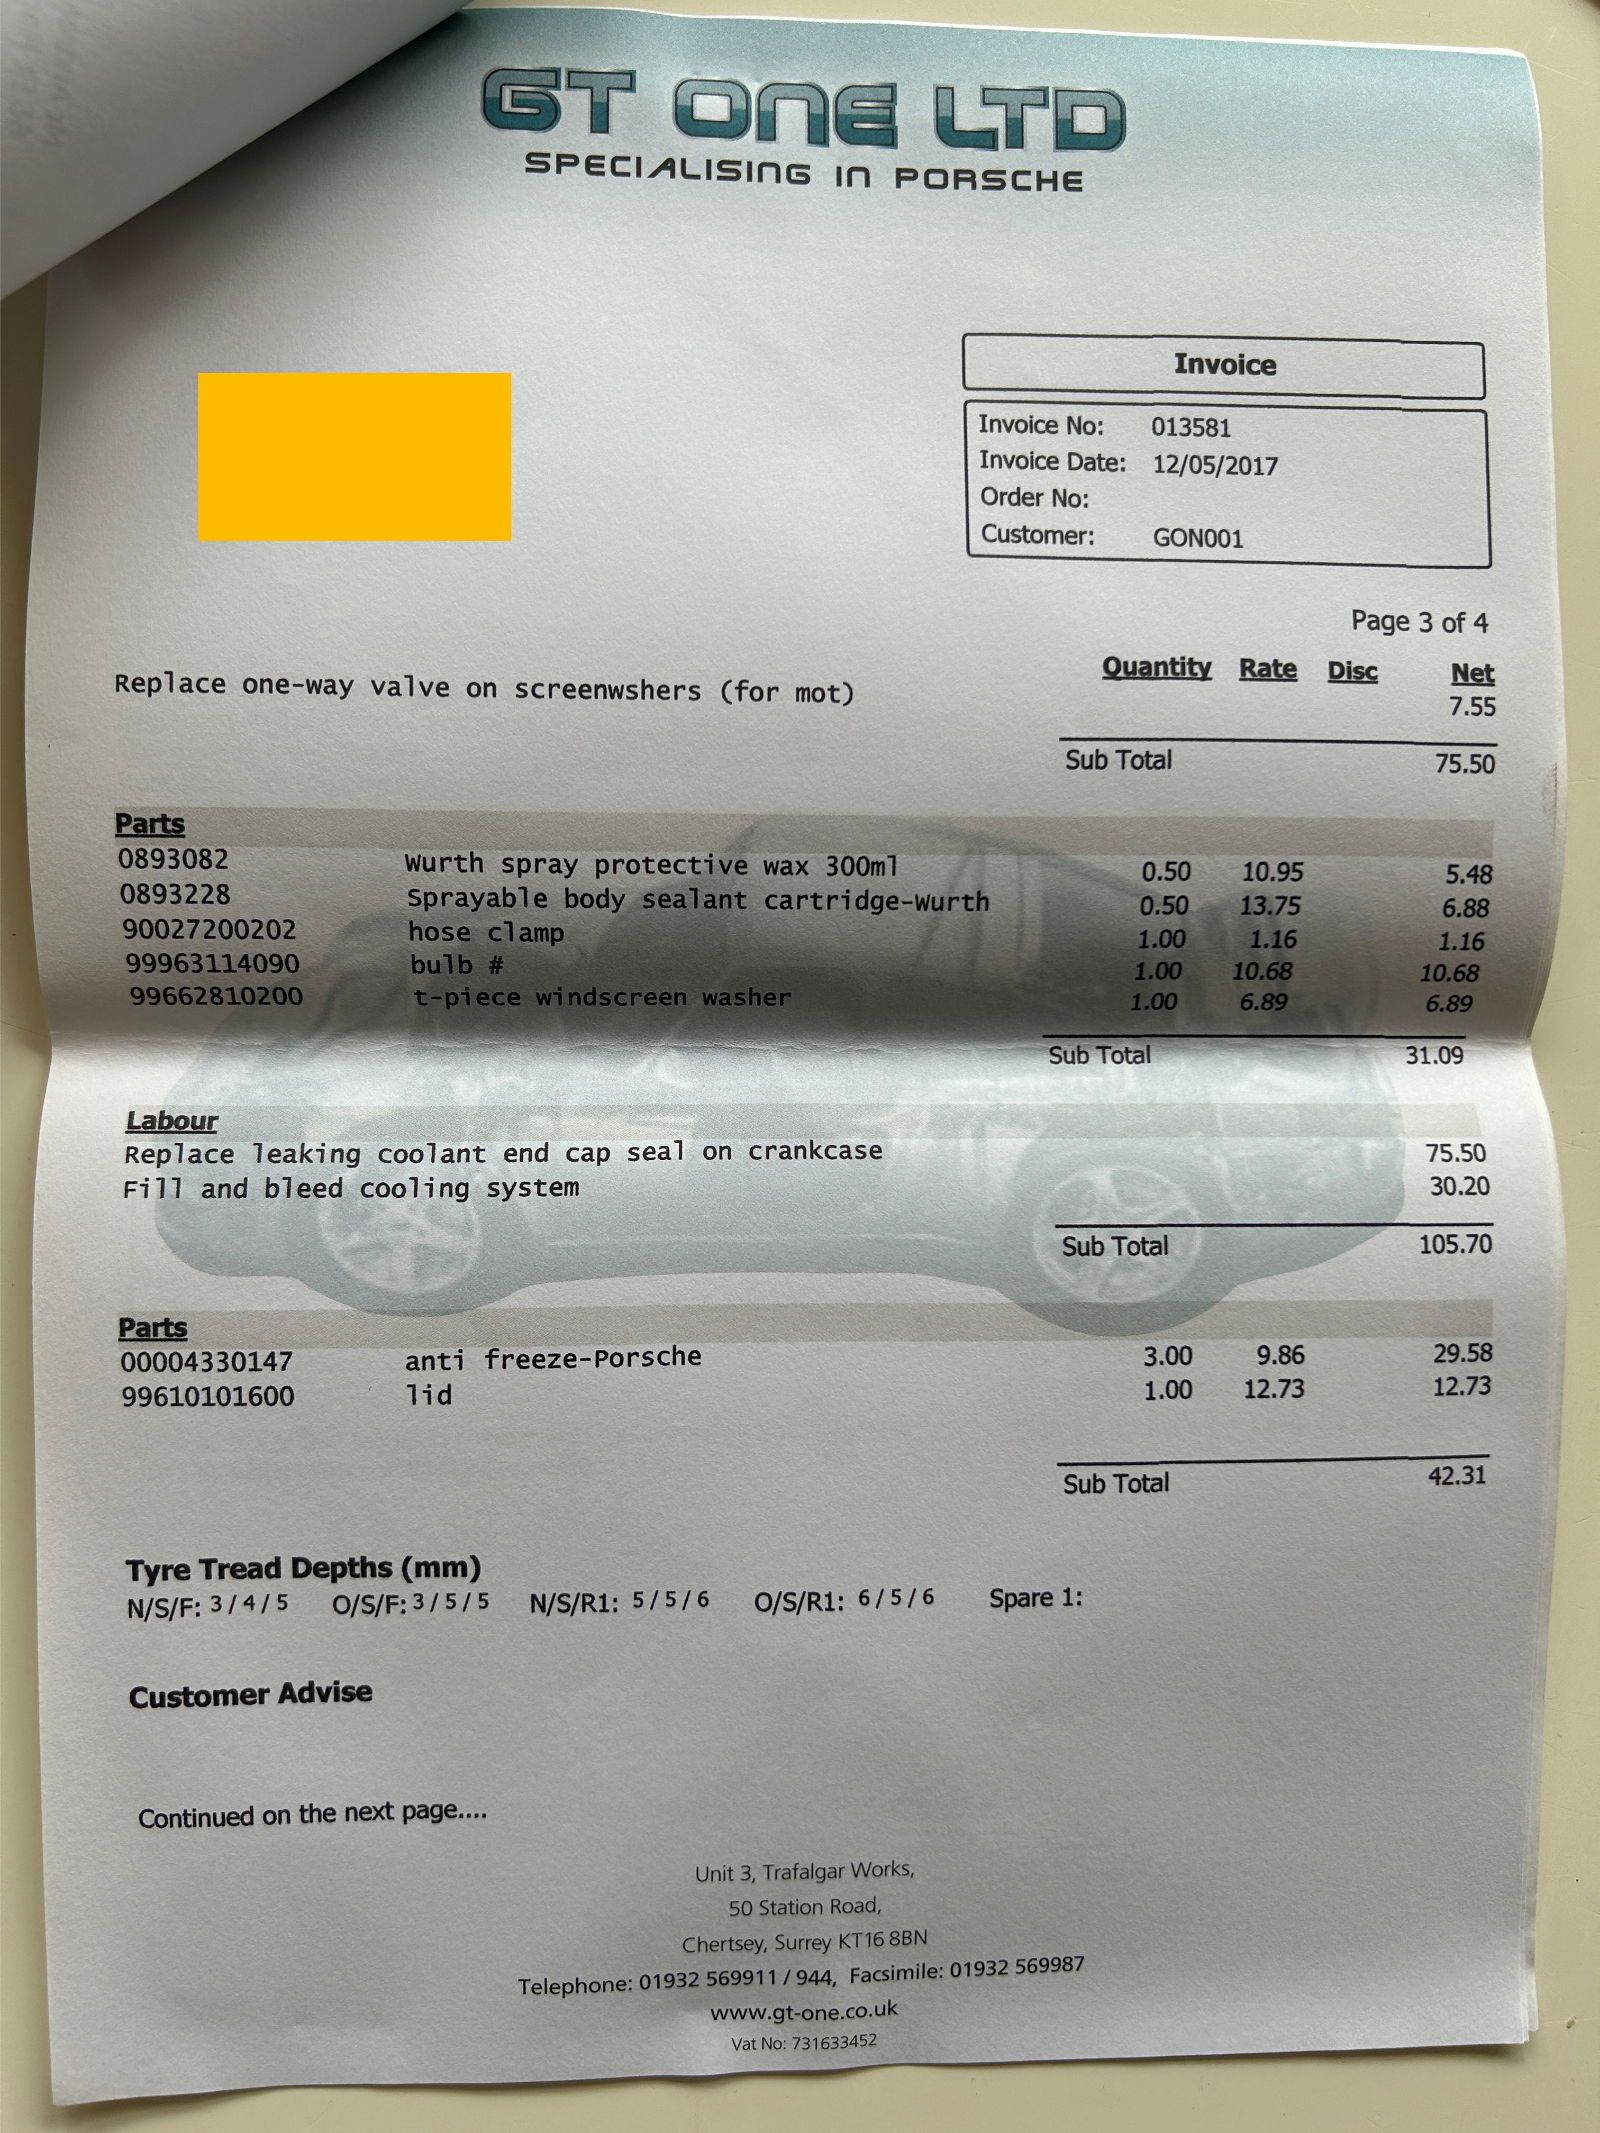 GT ONE LTD
SPECIALISING IN PORSCHE
Invoice
Invoice No: 013581
Invoice Date: 12/05/2017
Order No:
Customer: GON001
Page 3 of 4
Quantity Rate Disc Net
Replace one-way valve on screenwshers (for mot) 7.55
Sub Total 75.50
Parts
0893082 Wurth spray protective wax 300ml 0.50 10.95 5.48
0893228 Sprayable body sealant cartridge-Wurth 0.50 13.75 6.88
90027200202 hose clamp 1.00 1.16 1.16
99963114090 bulb # 1.00 10.68 10.68
99662810200 t-piece windscreen washer 1.00 6.89 6.89
Sub Total 31.09
Labour
Replace leaking coolant end cap seal on crankcase 75.50
Fill and bleed cooling system 30.20
Sub Total 105.70
Parts
00004330147 anti freeze-Porsche 3.00 9.86 29.58
99610101600 lid 1.00 12.73 12.73
Sub Total 42.31
Tyre Tread Depths (mm)
N/S/F: 3 / 4 / 5 O/S/F: 3 / 5 / 5 N/S/R1: 5 / 5 / 6 O/S/R1: 6 / 5 / 6 Spare 1:
Customer Advise
Continued on the next page....
Unit 3, Trafalgar Works,
50 Station Road,
Chertsey, Surrey KT16 8BN
Telephone: 01932 569911 / 944, Facsimile: 01932 569987
www.gt-one.co.uk
Vat No: 731633452